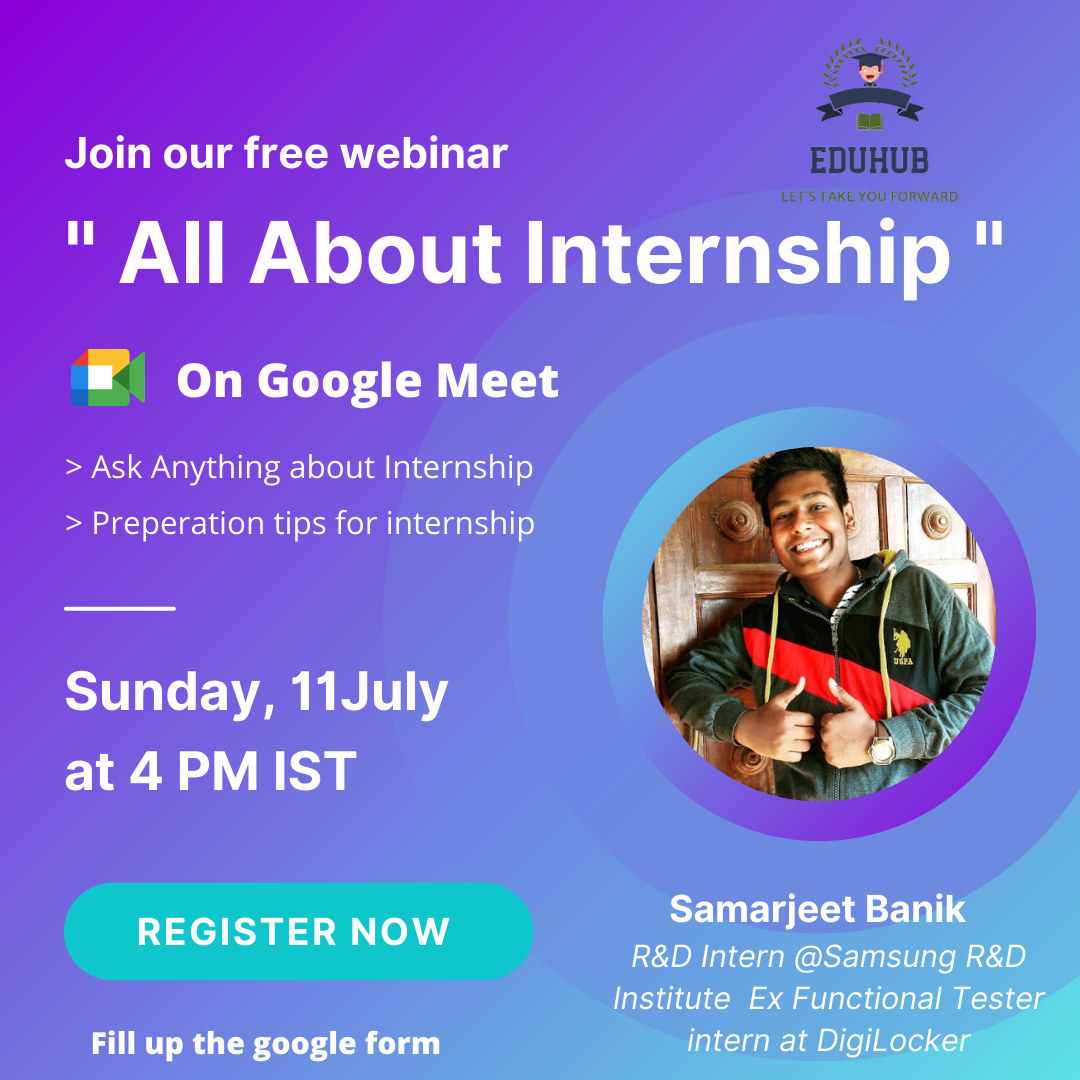 EDUHUB
LET'S TAKE YOU FORWARD
Join our free webinar
" All About Internship "
On Google Meet
> Ask Anything about Internship
> Preperation tips for internship
USPA
Sunday, 11July
at 4 PM IST
REGISTER NOW
Fill up the google form
Samarjeet Banik
R&D Intern @Samsung R&D
Institute  Ex Functional Tester
intern at DigiLocker